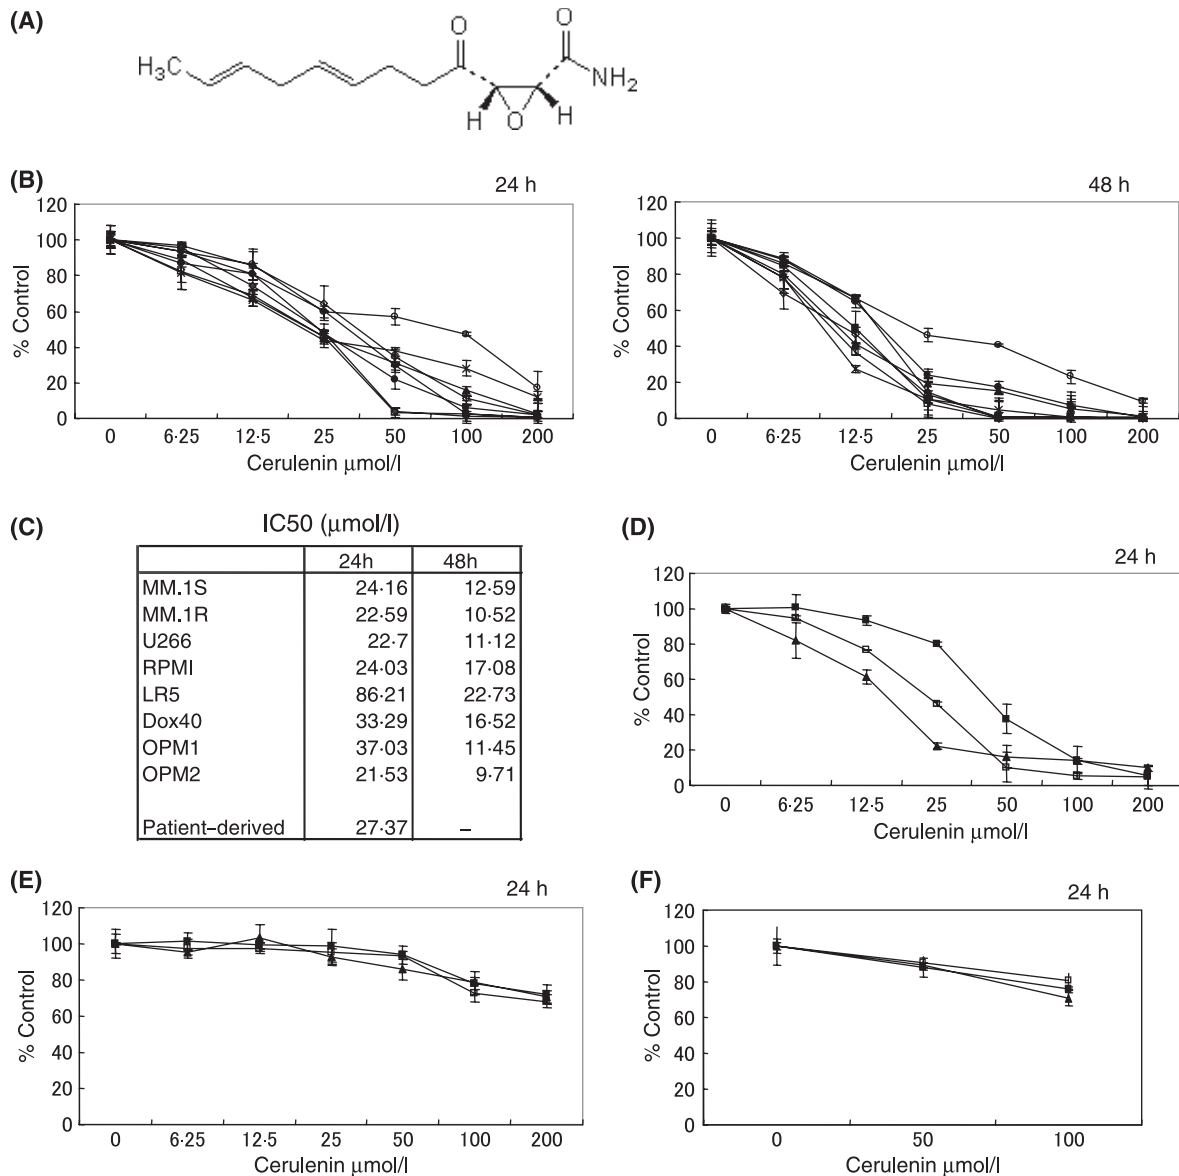 (A)
O
O
H₃C
NH₂
H
O
H
(B)
24 h
48 h
120
100
80
60
40
20
0
% Control
0 6·25 12·5 25 50 100 200
Cerulenin μmol/l
120
100
80
60
40
20
0
% Control
0 6·25 12·5 25 50 100 200
Cerulenin μmol/l
(C)
IC50 (μmol/l)
24h 48h
MM.1S 24·16 12·59
MM.1R 22·59 10·52
U266 22·7 11·12
RPMI 24·03 17·08
LR5 86·21 22·73
Dox40 33·29 16·52
OPM1 37·03 11·45
OPM2 21·53 9·71
Patient–derived 27·37 –
(D)
24 h
120
100
80
60
40
20
0
% Control
0 6·25 12·5 25 50 100 200
Cerulenin μmol/l
(E)
24 h
120
100
80
60
40
20
0
% Control
0 6·25 12·5 25 50 100 200
Cerulenin μmol/l
(F)
24 h
120
100
80
60
40
20
0
% Control
0 50 100
Cerulenin μmol/l